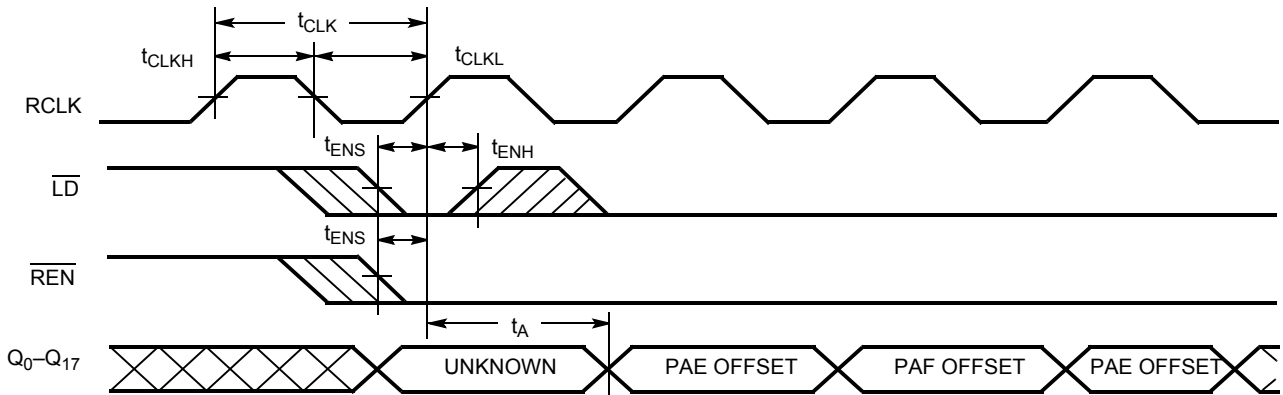 tCLK
tCLKH
tCLKL
RCLK
tENS
tENH
LD
tENS
REN
tA
Q0–Q17
UNKNOWN
PAE OFFSET
PAF OFFSET
PAE OFFSET